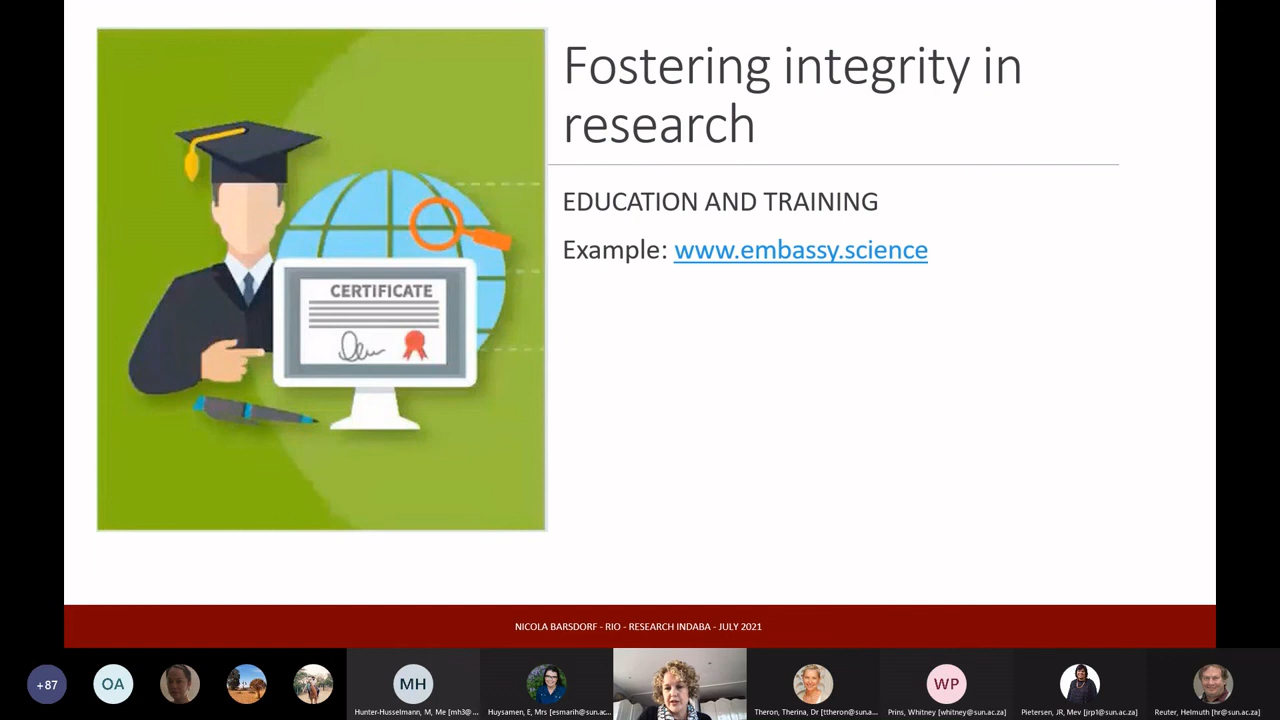 Fostering integrity in
research
EDUCATION AND TRAINING
Example: www.embassy.science
CERTIFICATE
NICOLA BARSDORF - RIO - RESEARCH INDABA - JULY 2021
+87
OA
MH
WP
Hunter-Husselmann, M, Me [mh3@...
Huysamen, E, Mrs [esmarih@sun.ac...
Theron, Therina, Dr [ttheron@suna...
Prins, Whitney [whitney@sun.ac.za]
Pietersen, JR, Mev [jrp1@sun.ac.za]
Reuter, Helmuth [hr@sun.ac.za]